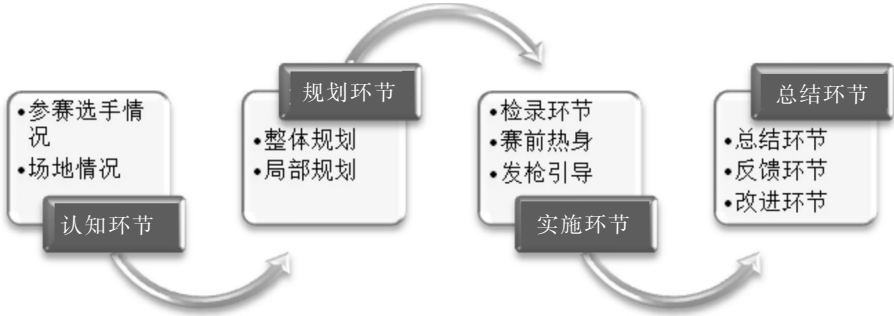 •参赛选手情
况
•场地情况
认知环节
规划环节
•整体规划
•局部规划
•检录环节
•赛前热身
•发枪引导
实施环节
总结环节
•总结环节
•反馈环节
•改进环节